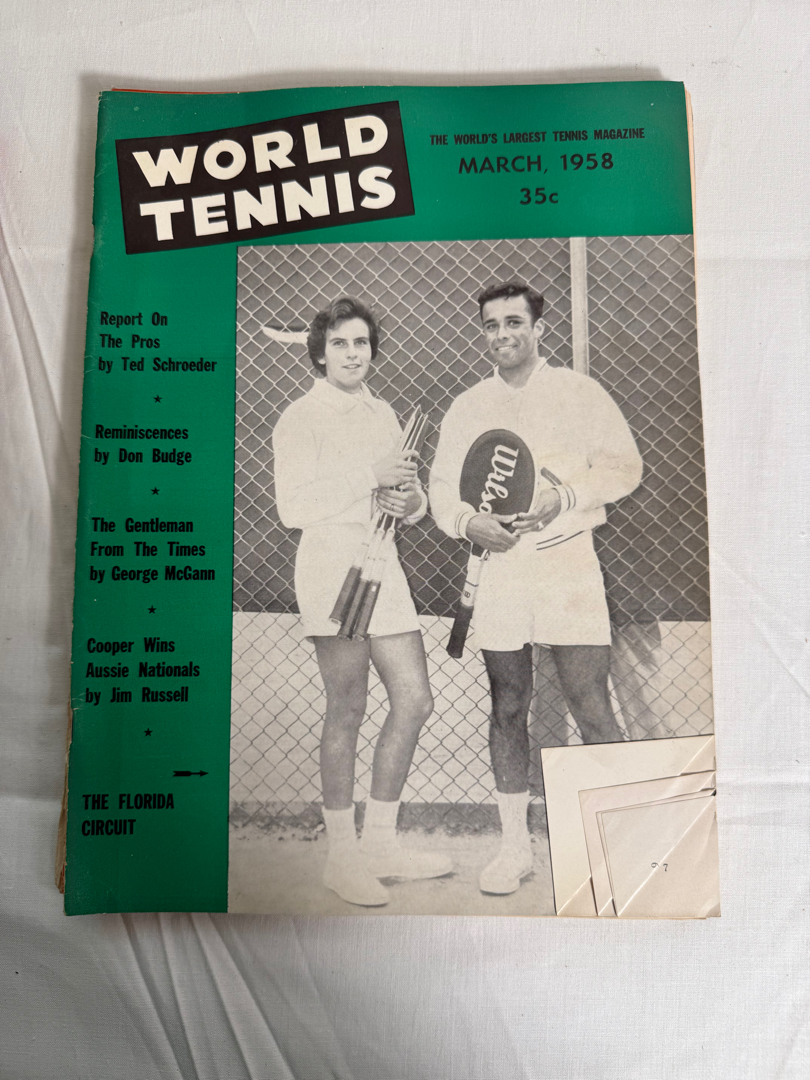 WORLD
TENNIS
THE WORLD'S LARGEST TENNIS MAGAZINE
MARCH, 1958
35c
Report On
The Pros
by Ted Schroeder
Reminiscences
by Don Budge
The Gentleman
From The Times
by George McGann
Cooper Wins
Aussie Nationals
by Jim Russell
THE FLORIDA
CIRCUIT
Wilso